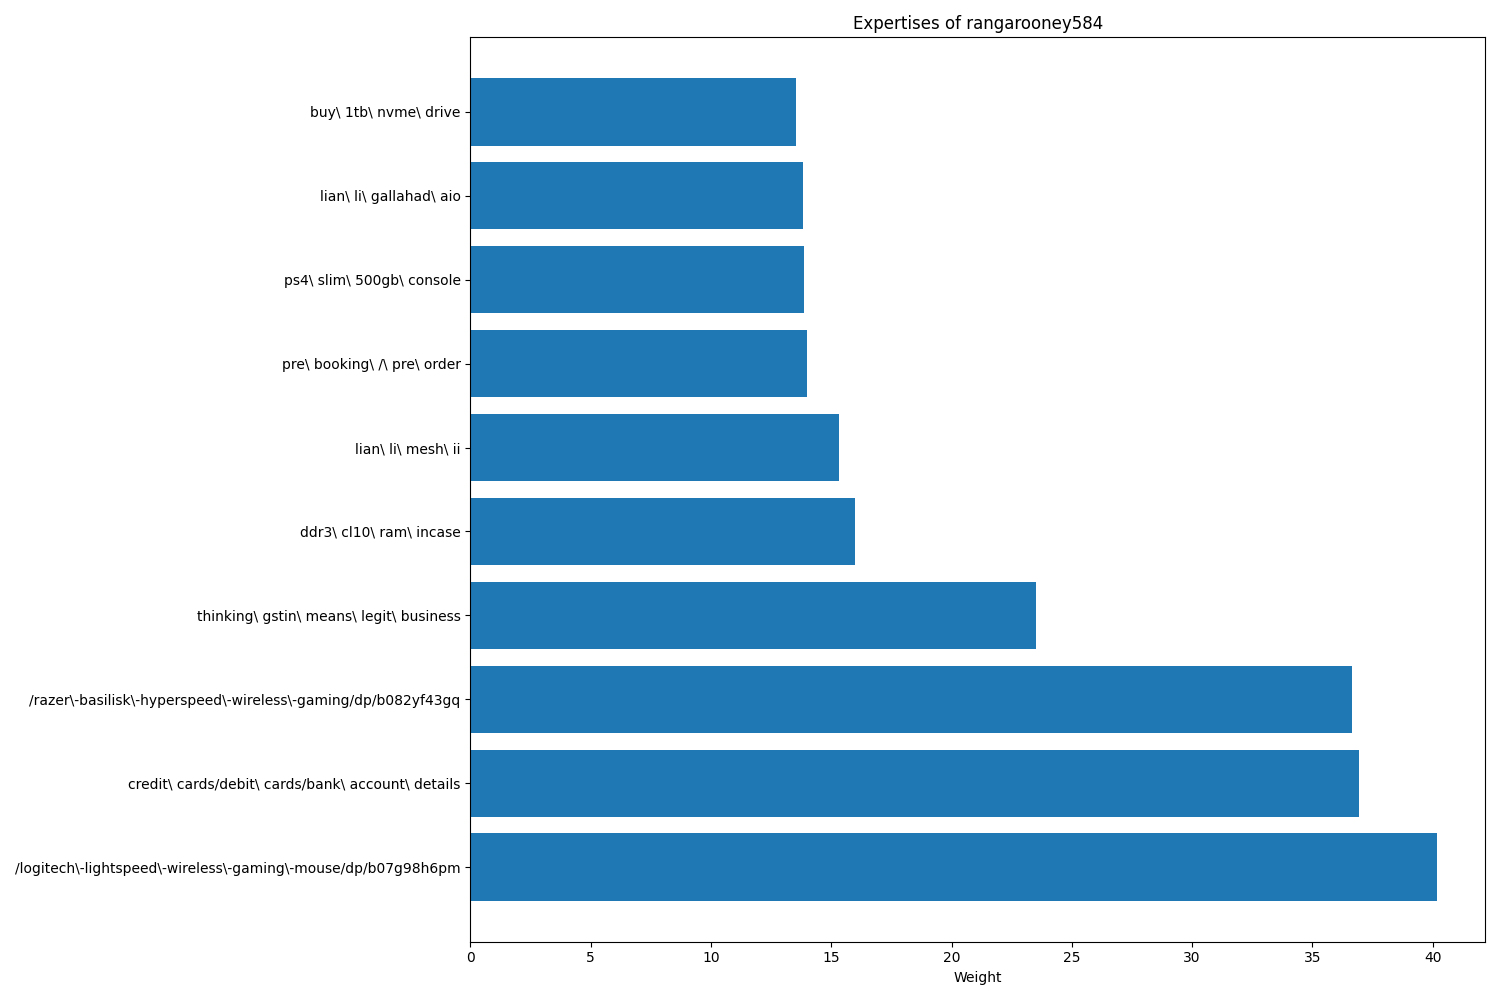 Expertises of rangarooney584
buy\ 1tb\ nvme\ drive
lian\ li\ gallahad\ aio
ps4\ slim\ 500gb\ console
pre\ booking\ /\ pre\ order
lian\ li\ mesh\ ii
ddr3\ cl10\ ram\ incase
thinking\ gstin\ means\ legit\ business
/razer\-basilisk\-hyperspeed\-wireless\-gaming/dp/b082yf43gq
credit\ cards/debit\ cards/bank\ account\ details
/logitech\-lightspeed\-wireless\-gaming\-mouse/dp/b07g98h6pm
0 5 10 15 20 25 30 35 40
Weight